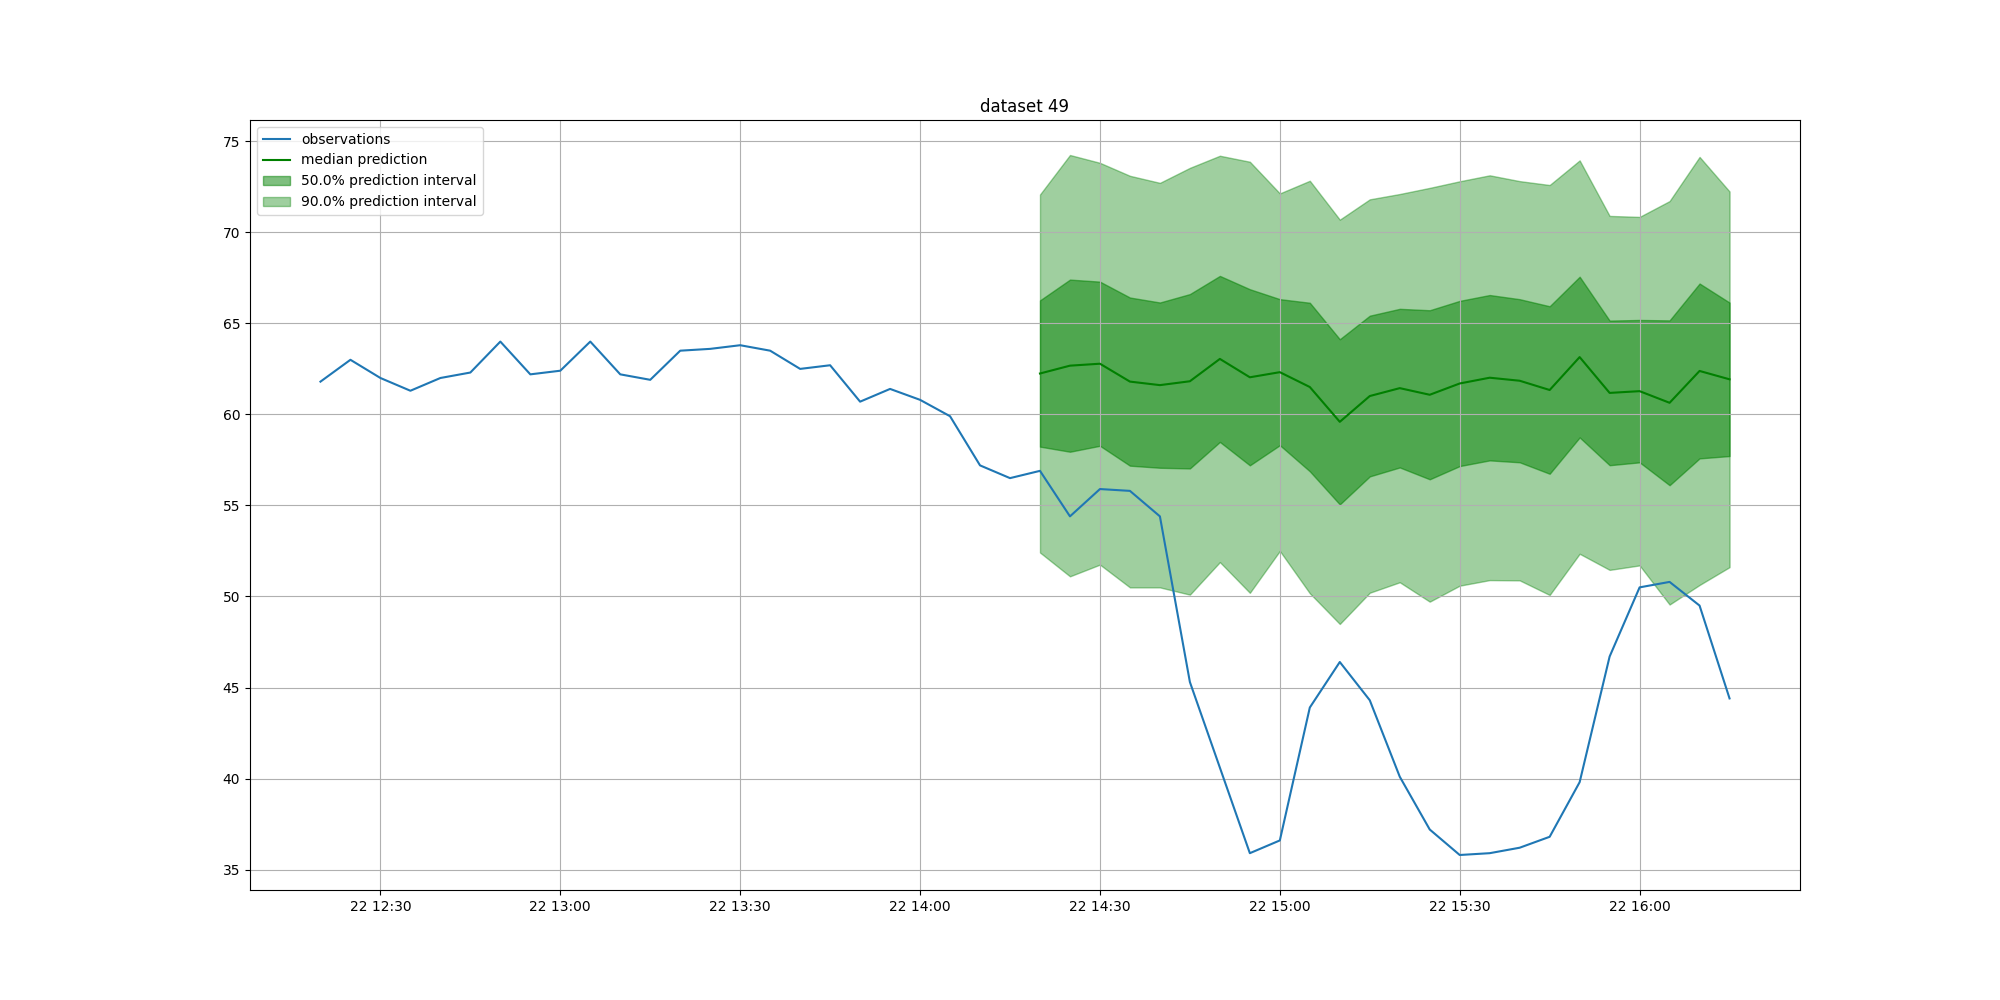 dataset 49
observations
median prediction
50.0% prediction interval
90.0% prediction interval
75
70
65
60
55
50
45
40
35
22 12:30 22 13:00 22 13:30 22 14:00 22 14:30 22 15:00 22 15:30 22 16:00